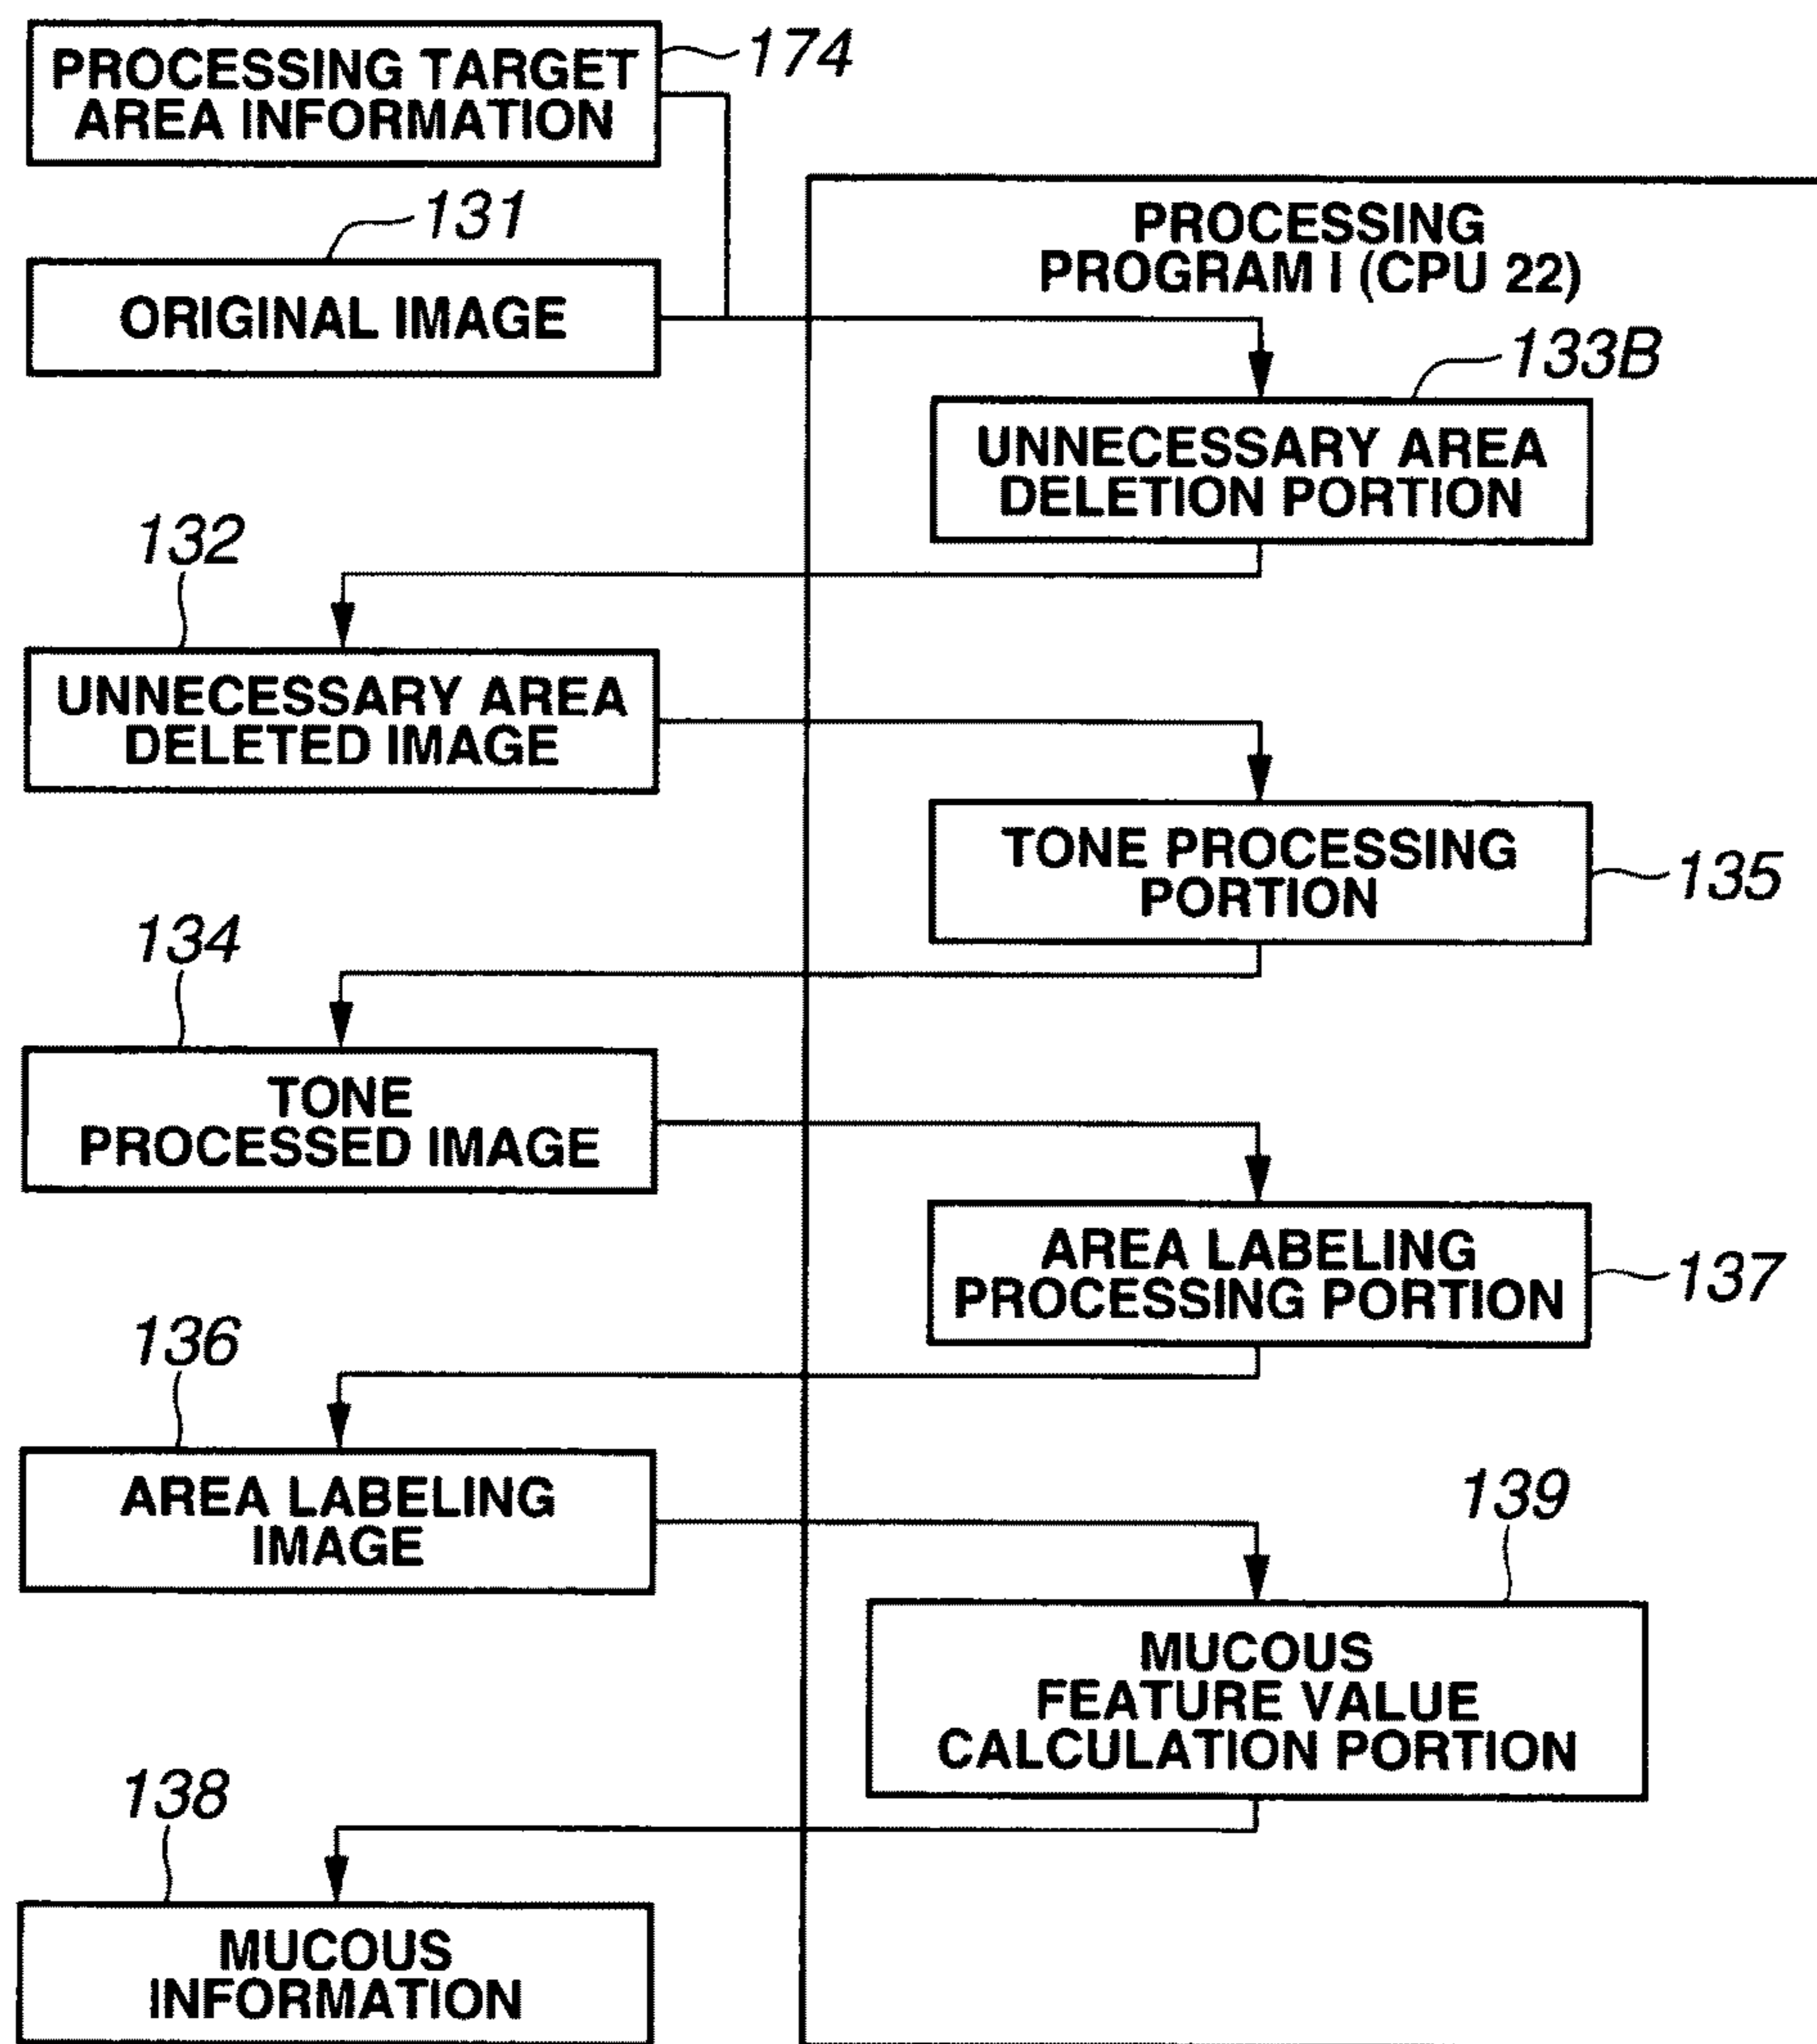 PROCESSING TARGET
AREA INFORMATION
174
131
ORIGINAL IMAGE
PROCESSING
PROGRAM I (CPU 22)
133B
UNNECESSARY AREA
DELETION PORTION
132
UNNECESSARY AREA
DELETED IMAGE
TONE PROCESSING
PORTION
135
134
TONE
PROCESSED IMAGE
AREA LABELING
PROCESSING PORTION
137
136
AREA LABELING
IMAGE
139
MUCOUS
FEATURE VALUE
CALCULATION PORTION
138
MUCOUS
INFORMATION